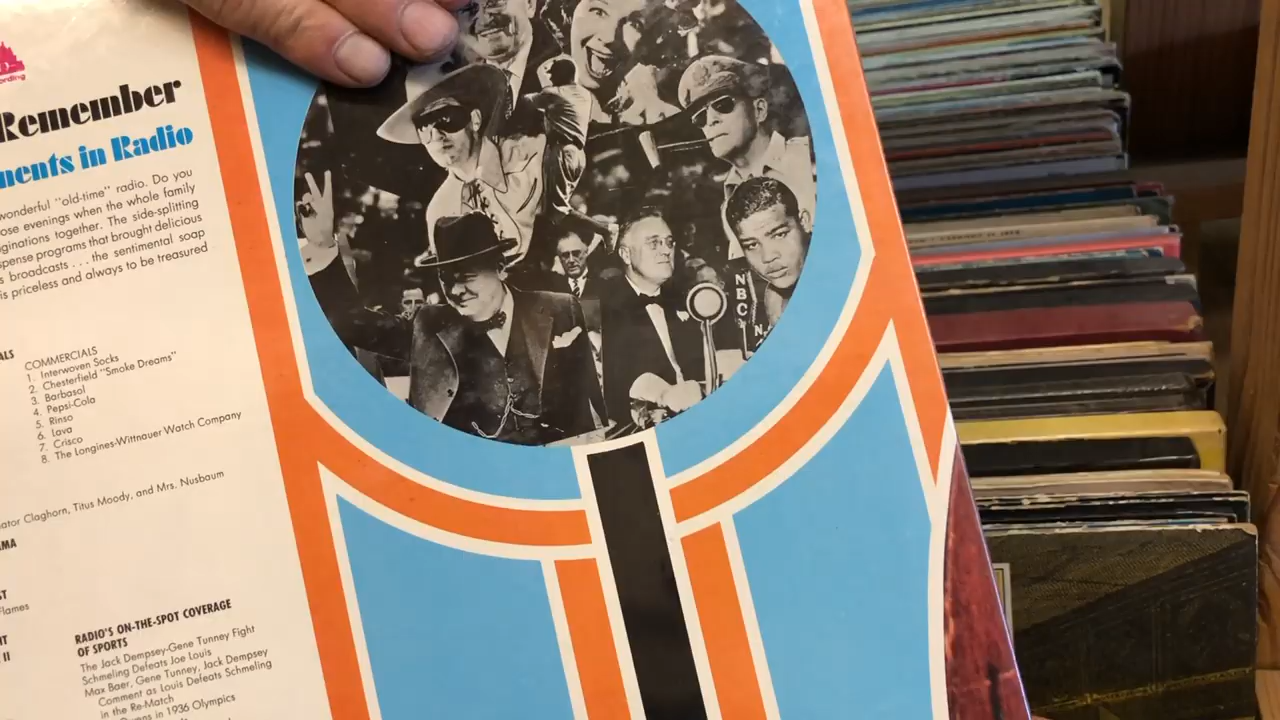 Remember
in Radio
wonderful "old-time" radio. Do you
evenings when the whole family
together. The side-splitting
programs that brought delicious
broadcasts . . . the sentimental soap
is priceless and always to be treasured
COMMERCIALS
1. Interwoven Socks
2. Chesterfield "Smoke Dreams"
3. Barbasol
4. Pepsi-Cola
5. Rinso
6. Lava
7. Crisco
8. The Longines-Wittnauer Watch Company
Claghorn, Titus Moody, and Mrs. Nusbaum
Flames
II
RADIO'S ON-THE-SPOT COVERAGE
OF SPORTS
The Jack Dempsey-Gene Tunney Fight
Schmeling Defeats Joe Louis
Max Baer, Gene Tunney, Jack Dempsey
Comment as Louis Defeats Schmeling
in the Re-Match
in 1936 Olympics
NBC
N